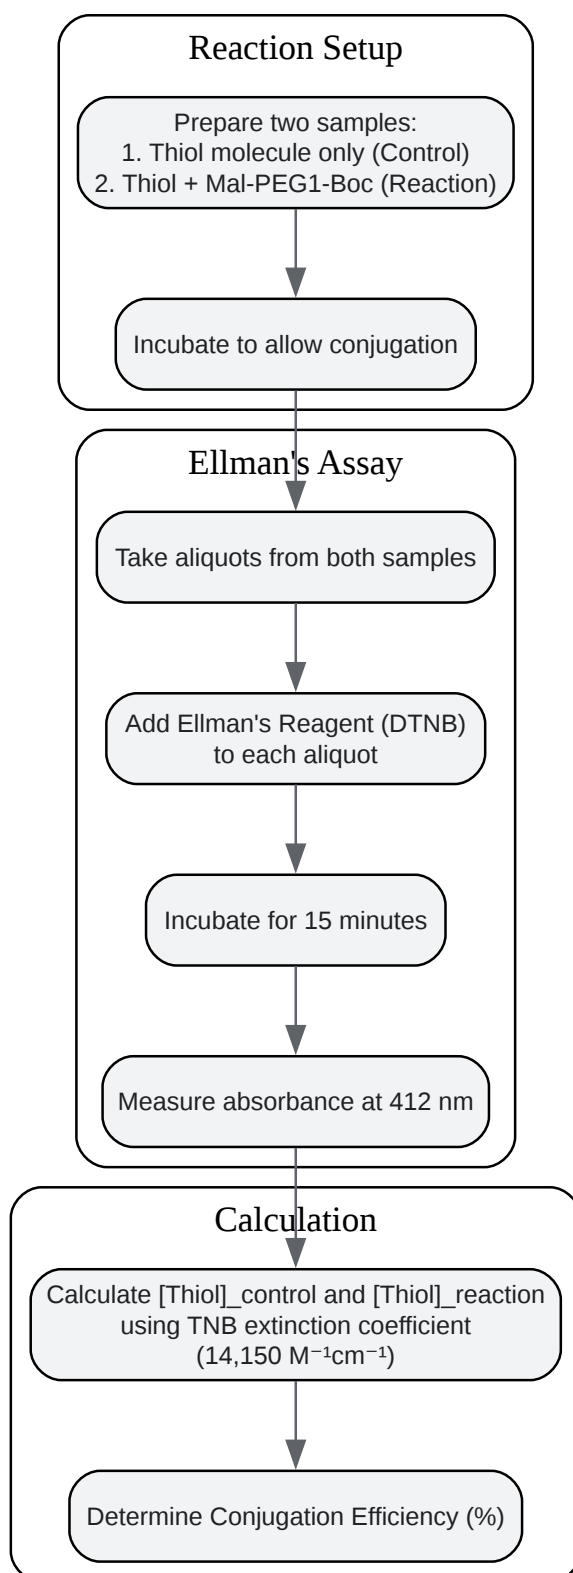 Reaction Setup
Prepare two samples:
1. Thiol molecule only (Control)
2. Thiol + Mal-PEG1-Boc (Reaction)
Incubate to allow conjugation
Ellman's Assay
Take aliquots from both samples
Add Ellman's Reagent (DTNB)
to each aliquot
Incubate for 15 minutes
Measure absorbance at 412 nm
Calculation
Calculate [Thiol]_control and [Thiol]_reaction
using TNB extinction coefficient
(14,150 M⁻¹cm⁻¹)
Determine Conjugation Efficiency (%)